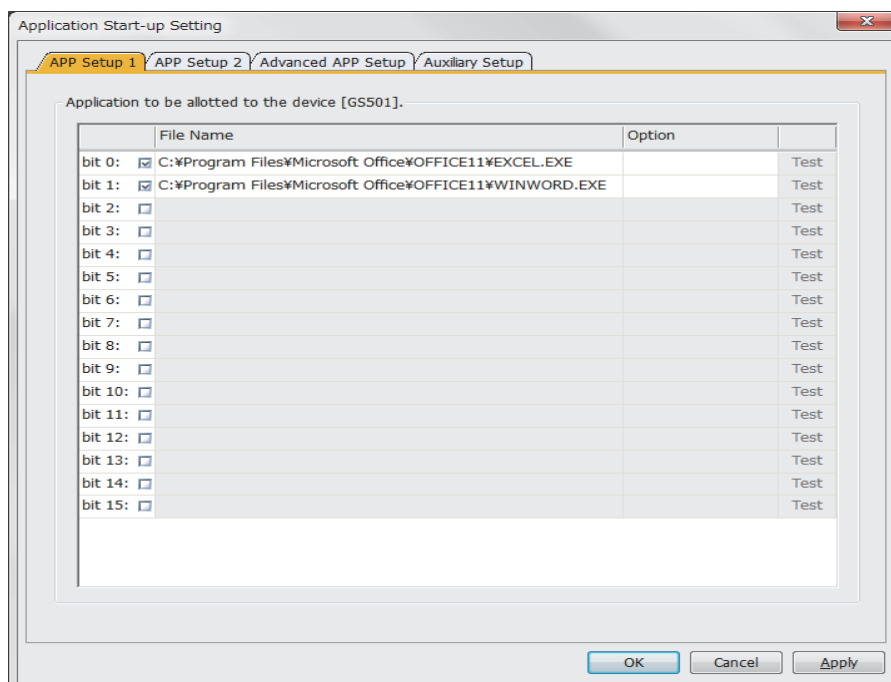 Application Start-up Setting
APP Setup 1 APP Setup 2 Advanced APP Setup Auxiliary Setup
Application to be allotted to the device [GS501].
File Name Option
bit 0: C:¥Program Files¥Microsoft Office¥OFFICE11¥EXCEL.EXE Test
bit 1: C:¥Program Files¥Microsoft Office¥OFFICE11¥WINWORD.EXE Test
bit 2: Test
bit 3: Test
bit 4: Test
bit 5: Test
bit 6: Test
bit 7: Test
bit 8: Test
bit 9: Test
bit 10: Test
bit 11: Test
bit 12: Test
bit 13: Test
bit 14: Test
bit 15: Test
OK Cancel Apply